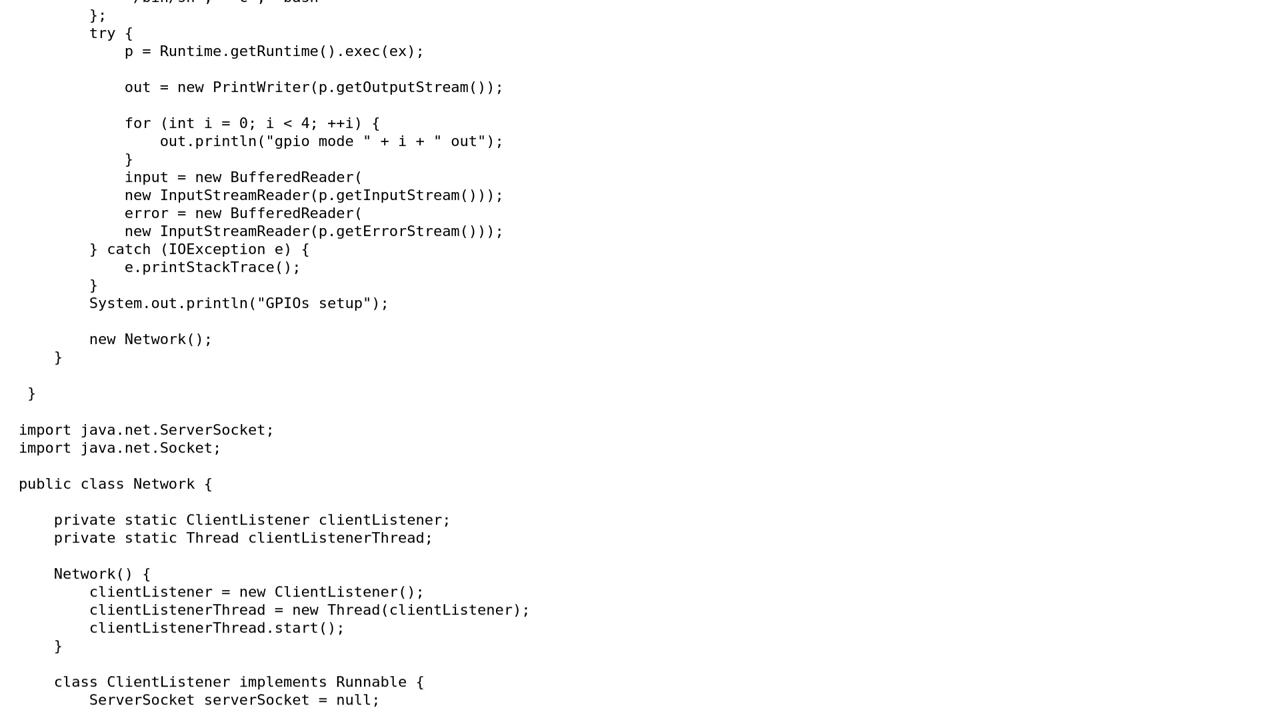 };
        try {
            p = Runtime.getRuntime().exec(ex);

            out = new PrintWriter(p.getOutputStream());

            for (int i = 0; i < 4; ++i) {
                out.println("gpio mode " + i + " out");
            }
            input = new BufferedReader(
            new InputStreamReader(p.getInputStream()));
            error = new BufferedReader(
            new InputStreamReader(p.getErrorStream()));
        } catch (IOException e) {
            e.printStackTrace();
        }
        System.out.println("GPIOs setup");

        new Network();
    }

 }

import java.net.ServerSocket;
import java.net.Socket;

public class Network {

    private static ClientListener clientListener;
    private static Thread clientListenerThread;

    Network() {
        clientListener = new ClientListener();
        clientListenerThread = new Thread(clientListener);
        clientListenerThread.start();
    }

    class ClientListener implements Runnable {
        ServerSocket serverSocket = null;